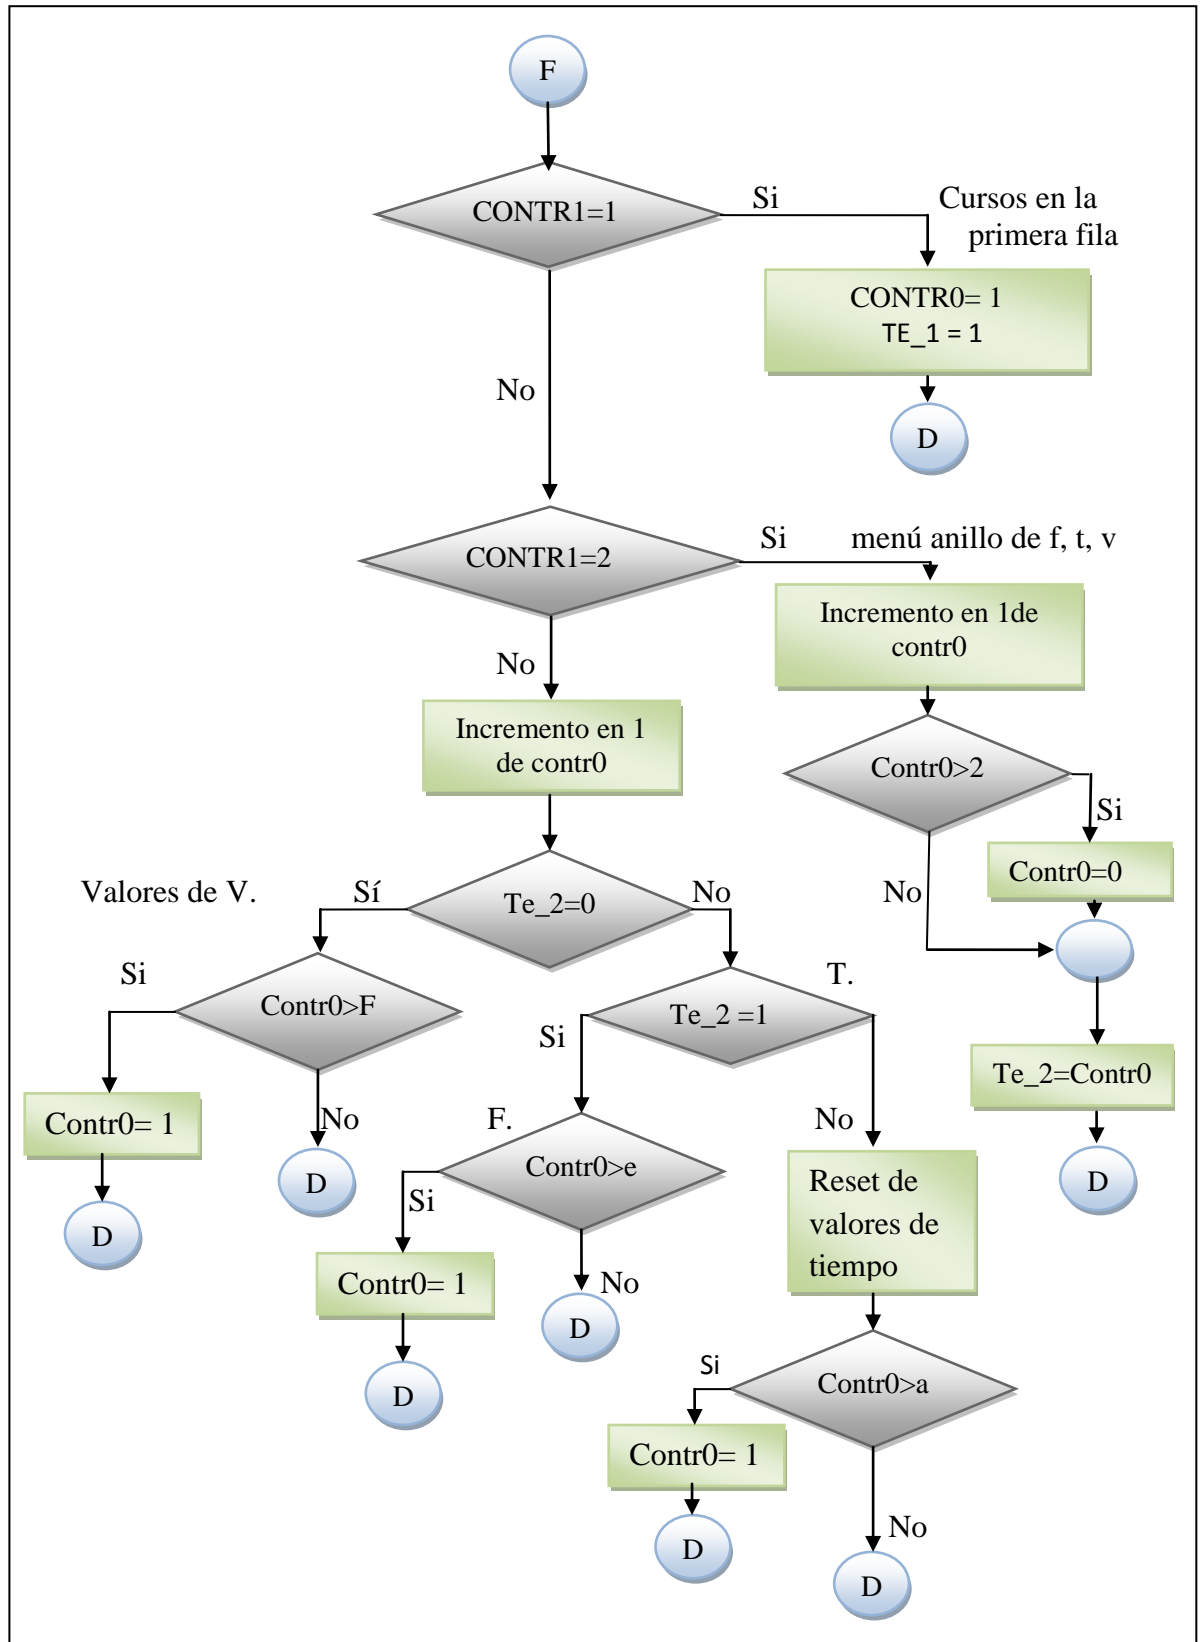 F
CONTR1=1
Si
Cursos en la
primera fila
CONTR0= 1
TE_1 = 1
No
D
CONTR1=2
Si
menú anillo de f, t, v
Incremento en 1de
contr0
No
Incremento en 1
de contr0
Contr0>2
Si
Contr0=0
No
Valores de V.
Sí
Te_2=0
No
Si
Contr0>F
T.
Te_2 =1
Si
Te_2=Contr0
Contr0= 1
No
F.
No
D
D
Contr0>e
Reset de
valores de
tiempo
D
Si
Contr0= 1
No
D
D
Si
Contr0>a
Contr0= 1
No
D
D